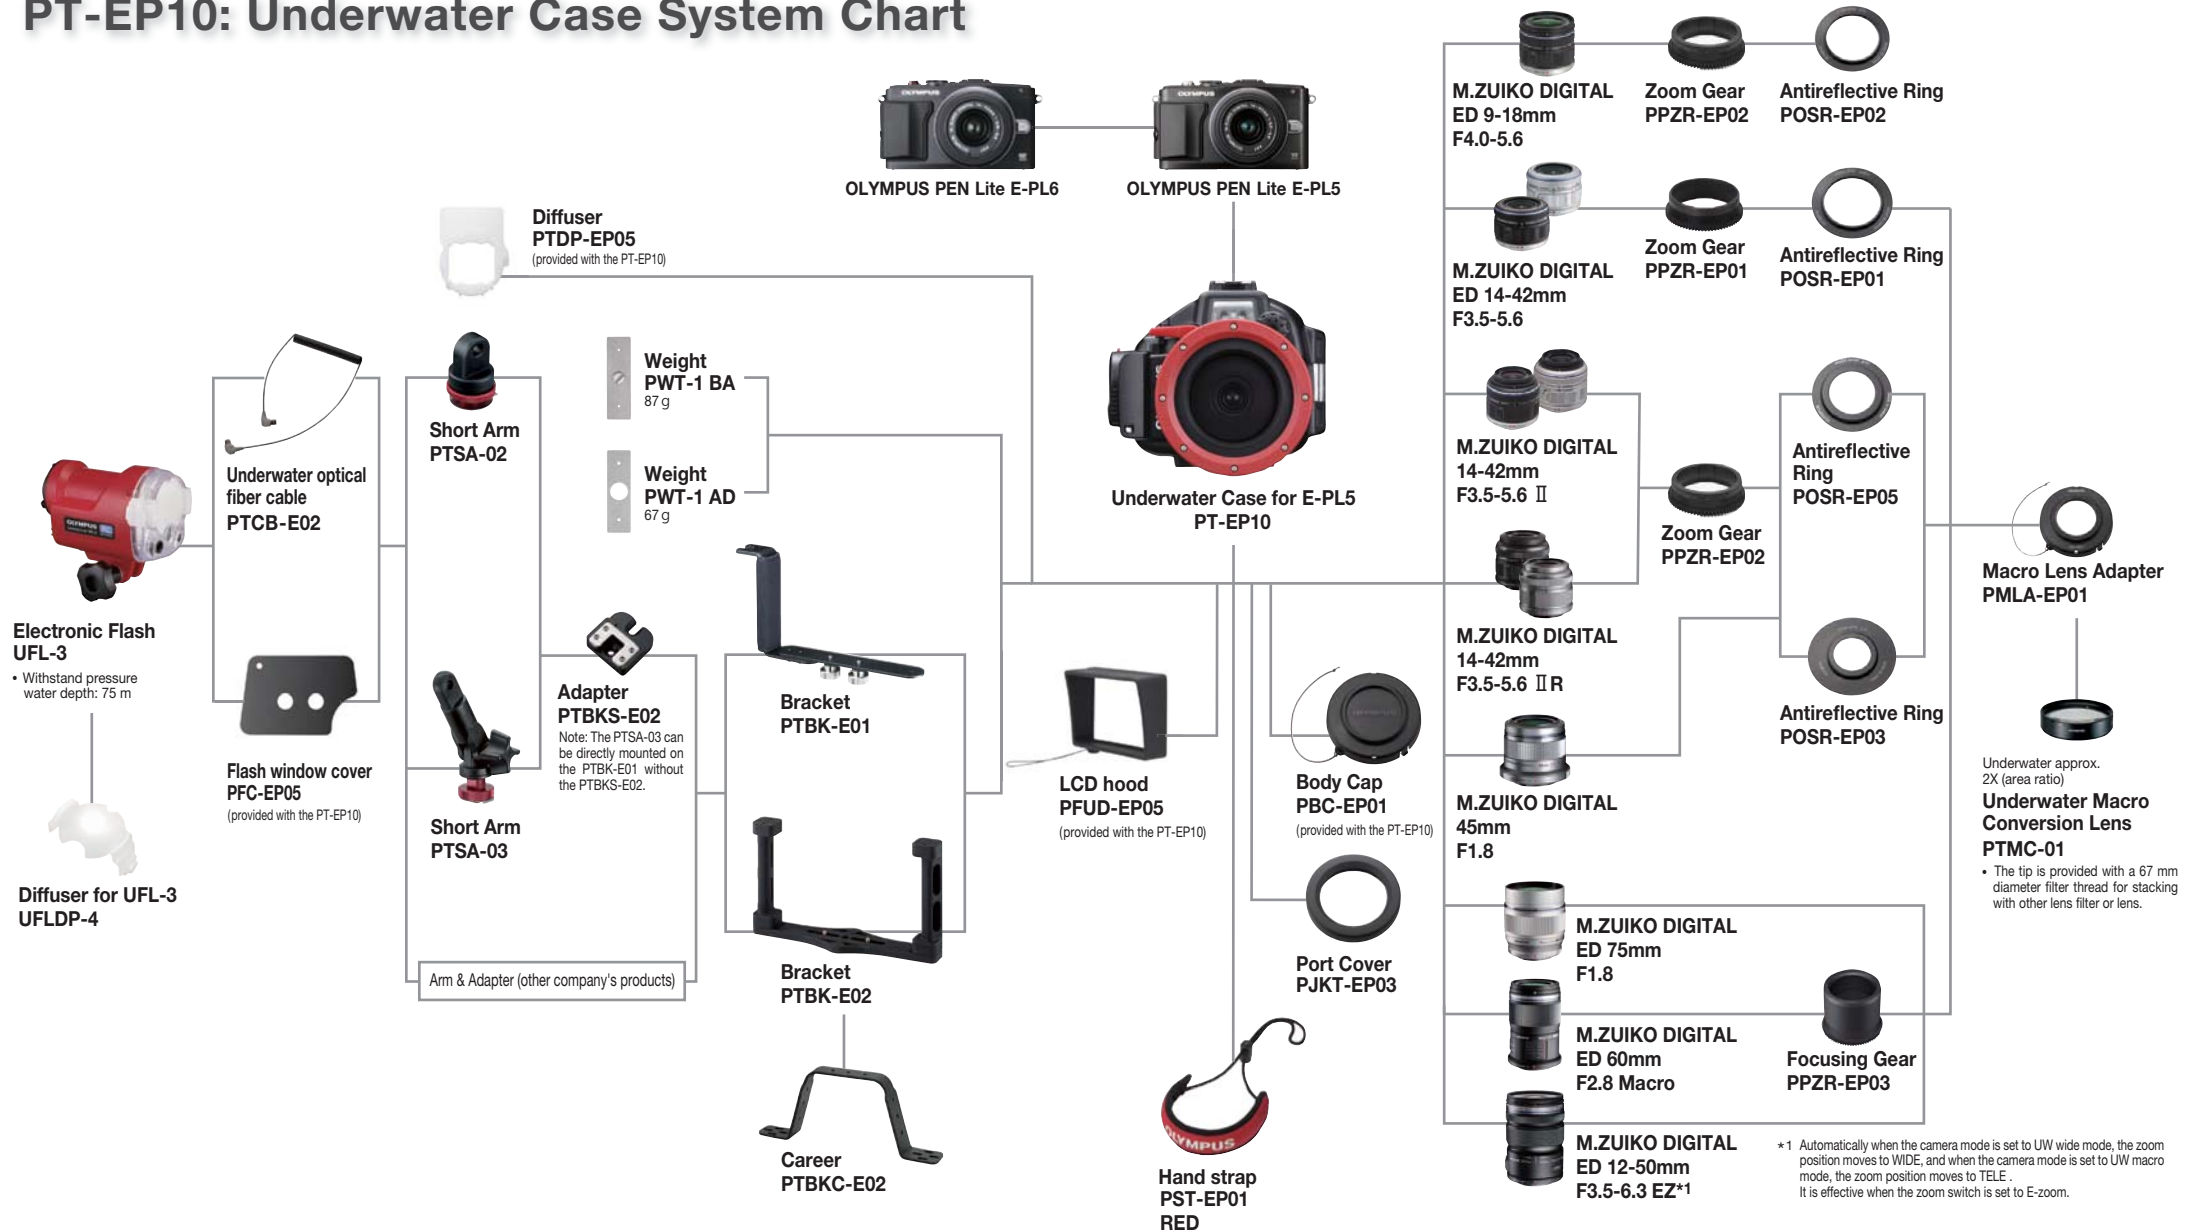 PT-EP10: Underwater Case System Chart
OLYMPUS PEN Lite E-PL6
OLYMPUS PEN Lite E-PL5
Diffuser
PTDP-EP05
(provided with the PT-EP10)
Weight
PWT-1 BA
87 g
Weight
PWT-1 AD
67 g
Short Arm
PTSA-02
Underwater optical
fiber cable
PTCB-E02
OLYMPUS
Electronic Flash
UFL-3
• Withstand pressure
water depth: 75 m
Flash window cover
PFC-EP05
(provided with the PT-EP10)
Diffuser for UFL-3
UFLDP-4
Short Arm
PTSA-03
Adapter
PTBKS-E02
Note: The PTSA-03 can
be directly mounted on
the PTBK-E01 without
the PTBKS-E02.
Arm & Adapter (other company's products)
Bracket
PTBK-E01
Bracket
PTBK-E02
Career
PTBKC-E02
Underwater Case for E-PL5
PT-EP10
LCD hood
PFUD-EP05
(provided with the PT-EP10)
Body Cap
PBC-EP01
(provided with the PT-EP10)
Port Cover
PJKT-EP03
OLYMPUS
Hand strap
PST-EP01
RED
M.ZUIKO DIGITAL
ED 9-18mm
F4.0-5.6
Zoom Gear
PPZR-EP02
Antireflective Ring
POSR-EP02
M.ZUIKO DIGITAL
ED 14-42mm
F3.5-5.6
Zoom Gear
PPZR-EP01
Antireflective Ring
POSR-EP01
M.ZUIKO DIGITAL
14-42mm
F3.5-5.6 Ⅱ
Zoom Gear
PPZR-EP02
Antireflective
Ring
POSR-EP05
M.ZUIKO DIGITAL
14-42mm
F3.5-5.6 ⅡR
Antireflective Ring
POSR-EP03
M.ZUIKO DIGITAL
45mm
F1.8
Macro Lens Adapter
PMLA-EP01
Underwater approx.
2X (area ratio)
Underwater Macro
Conversion Lens
PTMC-01
• The tip is provided with a 67 mm
diameter filter thread for stacking
with other lens filter or lens.
M.ZUIKO DIGITAL
ED 75mm
F1.8
M.ZUIKO DIGITAL
ED 60mm
F2.8 Macro
Focusing Gear
PPZR-EP03
M.ZUIKO DIGITAL
ED 12-50mm
F3.5-6.3 EZ*1
*1 Automatically when the camera mode is set to UW wide mode, the zoom
position moves to WIDE, and when the camera mode is set to UW macro
mode, the zoom position moves to TELE .
It is effective when the zoom switch is set to E-zoom.